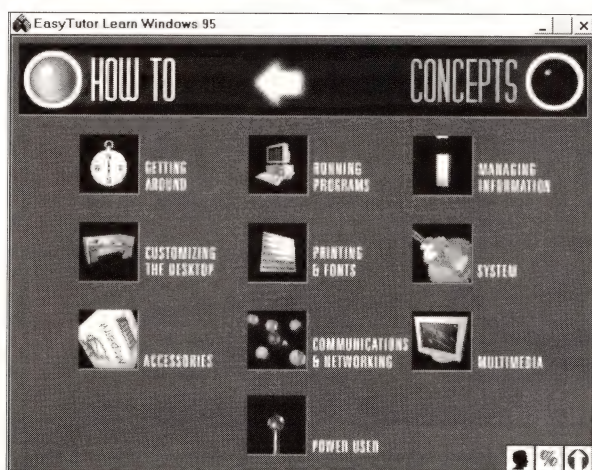 EasyTutor Learn Windows 95
HOW TO
CONCEPTS
GETTING
AROUND
RUNNING
PROGRAMS
MANAGING
INFORMATION
CUSTOMIZING
THE DESKTOP
PRINTING
& FONTS
SYSTEM
ACCESSORIES
COMMUNICATIONS
& NETWORKING
MULTIMEDIA
POWER USER
%